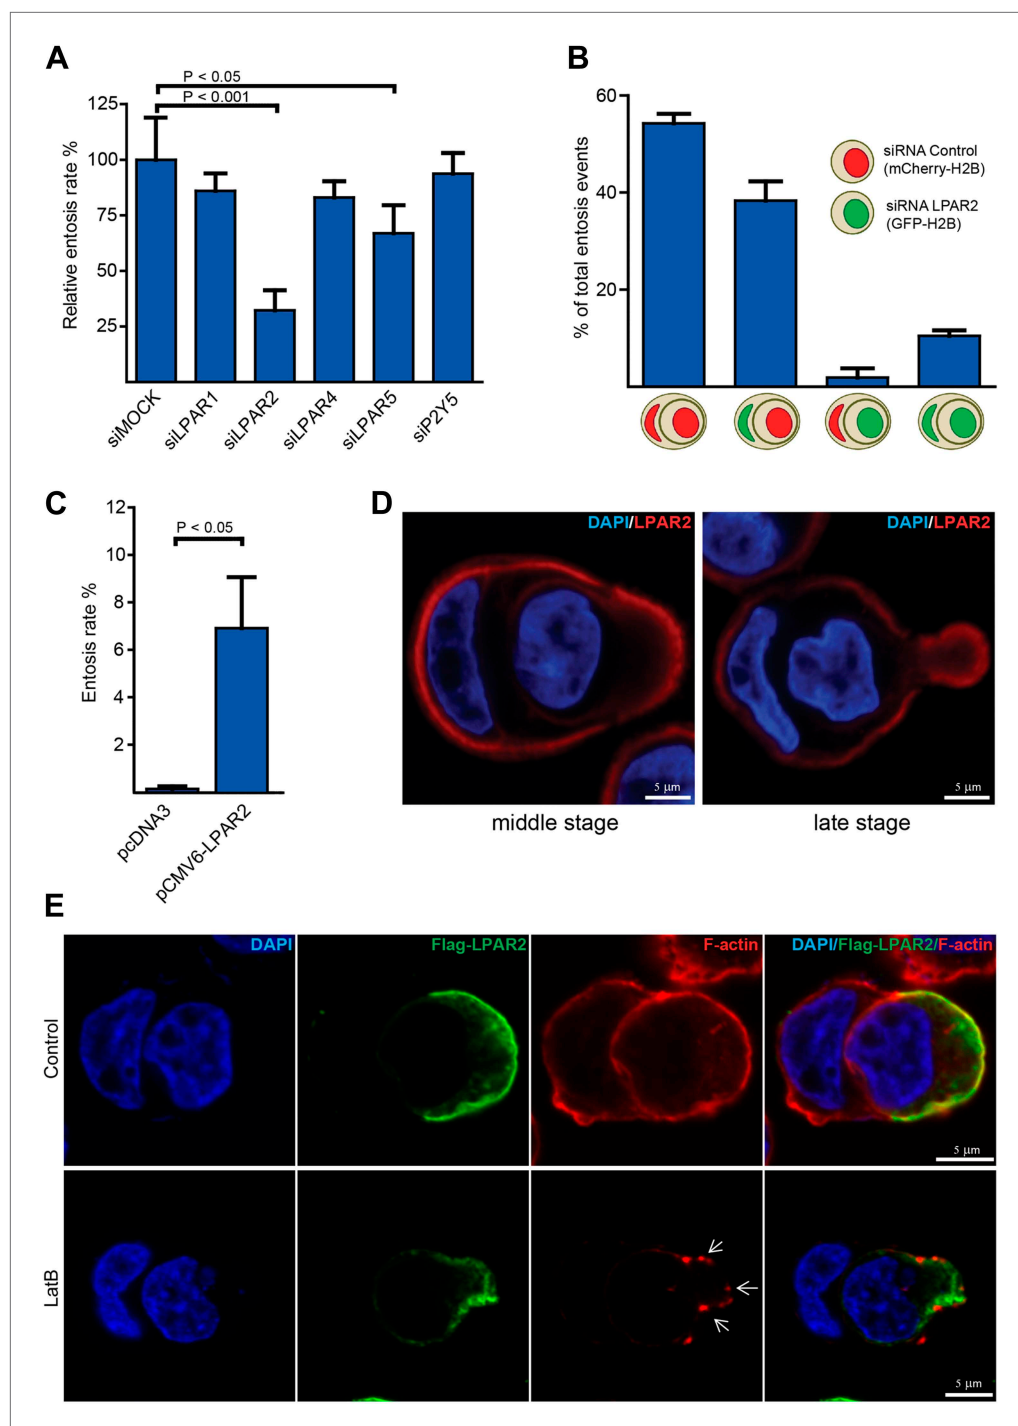 A
P < 0.05
P < 0.001
Relative entosis rate %
125
100
75
50
25
siMOCK
siLPAR1
siLPAR2
siLPAR4
siLPAR5
siP2Y5
B
% of total entosis events
60
40
20
siRNA Control
(mCherry-H2B)
siRNA LPAR2
(GFP-H2B)
C
P < 0.05
Entosis rate %
12
10
8
6
4
2
pcDNA3
pCMV6-LPAR2
D
DAPI/LPAR2
5 µm
middle stage
DAPI/LPAR2
5 µm
late stage
E
DAPI
Flag-LPAR2
F-actin
DAPI/Flag-LPAR2/F-actin
Control
5 µm
LatB
5 µm